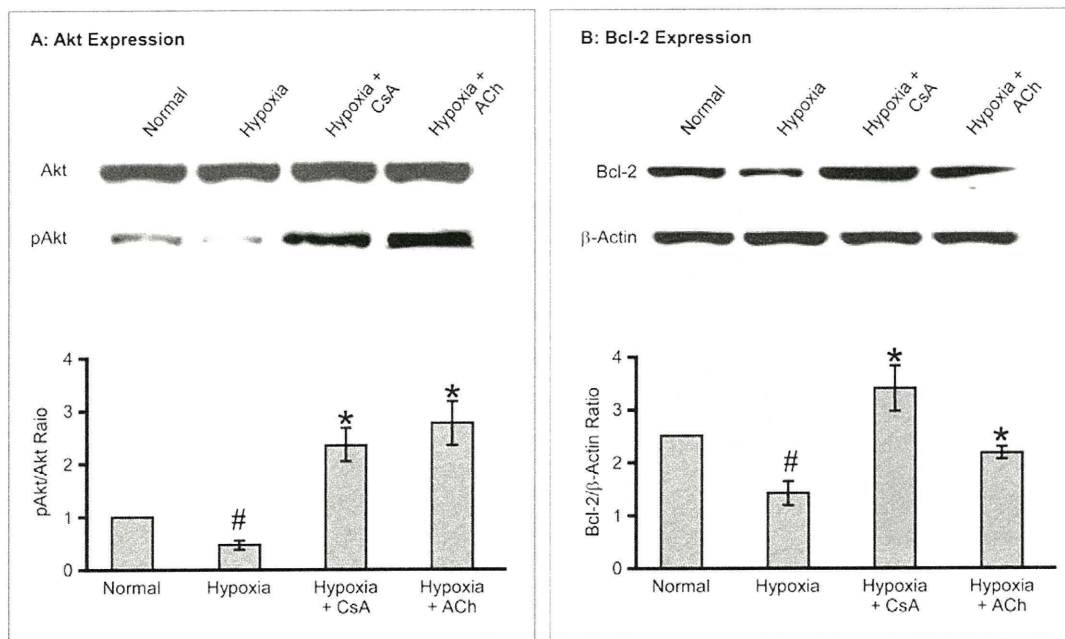 A: Akt Expression
Normal
Hypoxia
Hypoxia +
CsA
Hypoxia +
ACh
Akt
pAkt
pAkt/Akt Raio
4
3
2
1
0
#
*
*
Normal
Hypoxia
Hypoxia
+ CsA
Hypoxia
+ ACh
B: Bcl-2 Expression
Normal
Hypoxia
Hypoxia +
CsA
Hypoxia +
ACh
Bcl-2
β-Actin
Bcl-2/β-Actin Ratio
4
3
2
1
0
#
*
*
Normal
Hypoxia
Hypoxia
+ CsA
Hypoxia
+ ACh